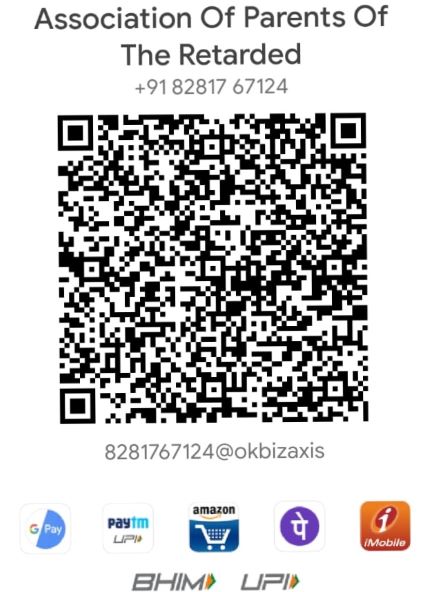 Association Of Parents Of
The Retarded
+91 82817 67124
8281767124@okbizaxis
G Pay
paytm
UPI
amazon
पे
i
iMobile
BHIM UPI